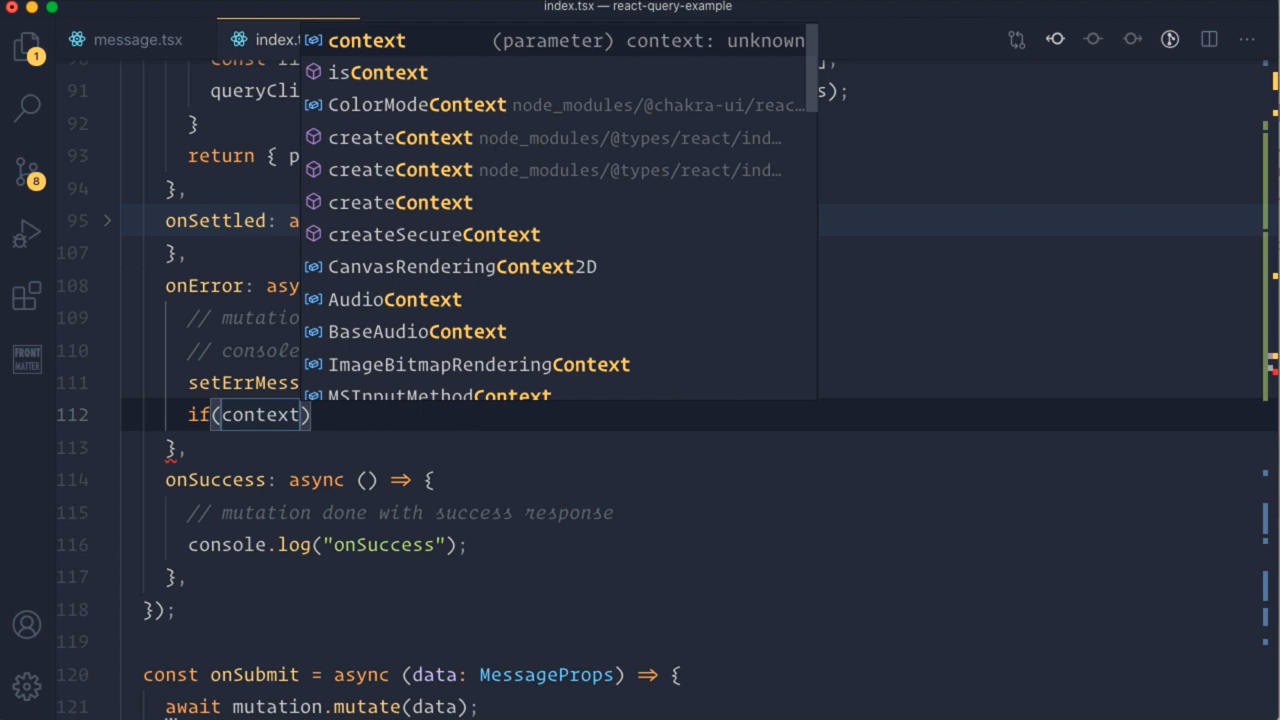 index.tsx — react-query-example
1
message.tsx
index.t
context (parameter) context: unknown
isContext
ColorModeContext node_modules/@chakra-ui/reac…
createContext node_modules/@types/react/ind…
createContext node_modules/@types/react/ind…
createContext
createSecureContext
CanvasRenderingContext2D
AudioContext
BaseAudioContext
ImageBitmapRenderingContext
MSInputMethodContext
91 queryCli s);
92 }
93 return { p
94 },
8
95 onSettled: a
107 },
108 onError: asy
109 // mutatio
110 // console
FRONT
MATTER
111 setErrMess
112 if(context)
113 },
114 onSuccess: async () => {
115 // mutation done with success response
116 console.log("onSuccess");
117 },
118 });
119
120 const onSubmit = async (data: MessageProps) => {
121 await mutation.mutate(data);